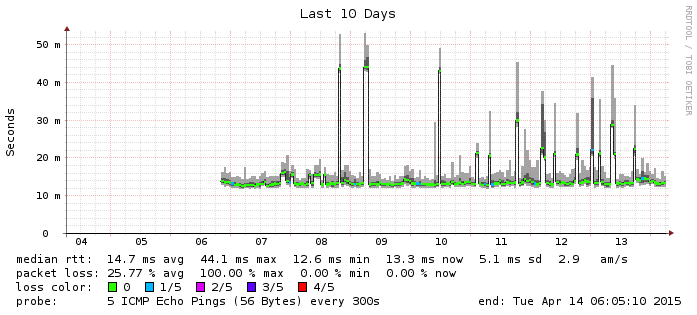 Last 10 Days
RRDTOOL / TOBI OETIKER
Seconds
50 m
40 m
30 m
20 m
10 m
0
04 05 06 07 08 09 10 11 12 13
median rtt: 14.7 ms avg 44.1 ms max 12.6 ms min 13.3 ms now 5.1 ms sd 2.9 am/s
packet loss: 25.77 % avg 100.00 % max 0.00 % min 0.00 % now
loss color: 0 1/5 2/5 3/5 4/5
probe: 5 ICMP Echo Pings (56 Bytes) every 300s end: Tue Apr 14 06:05:10 2015